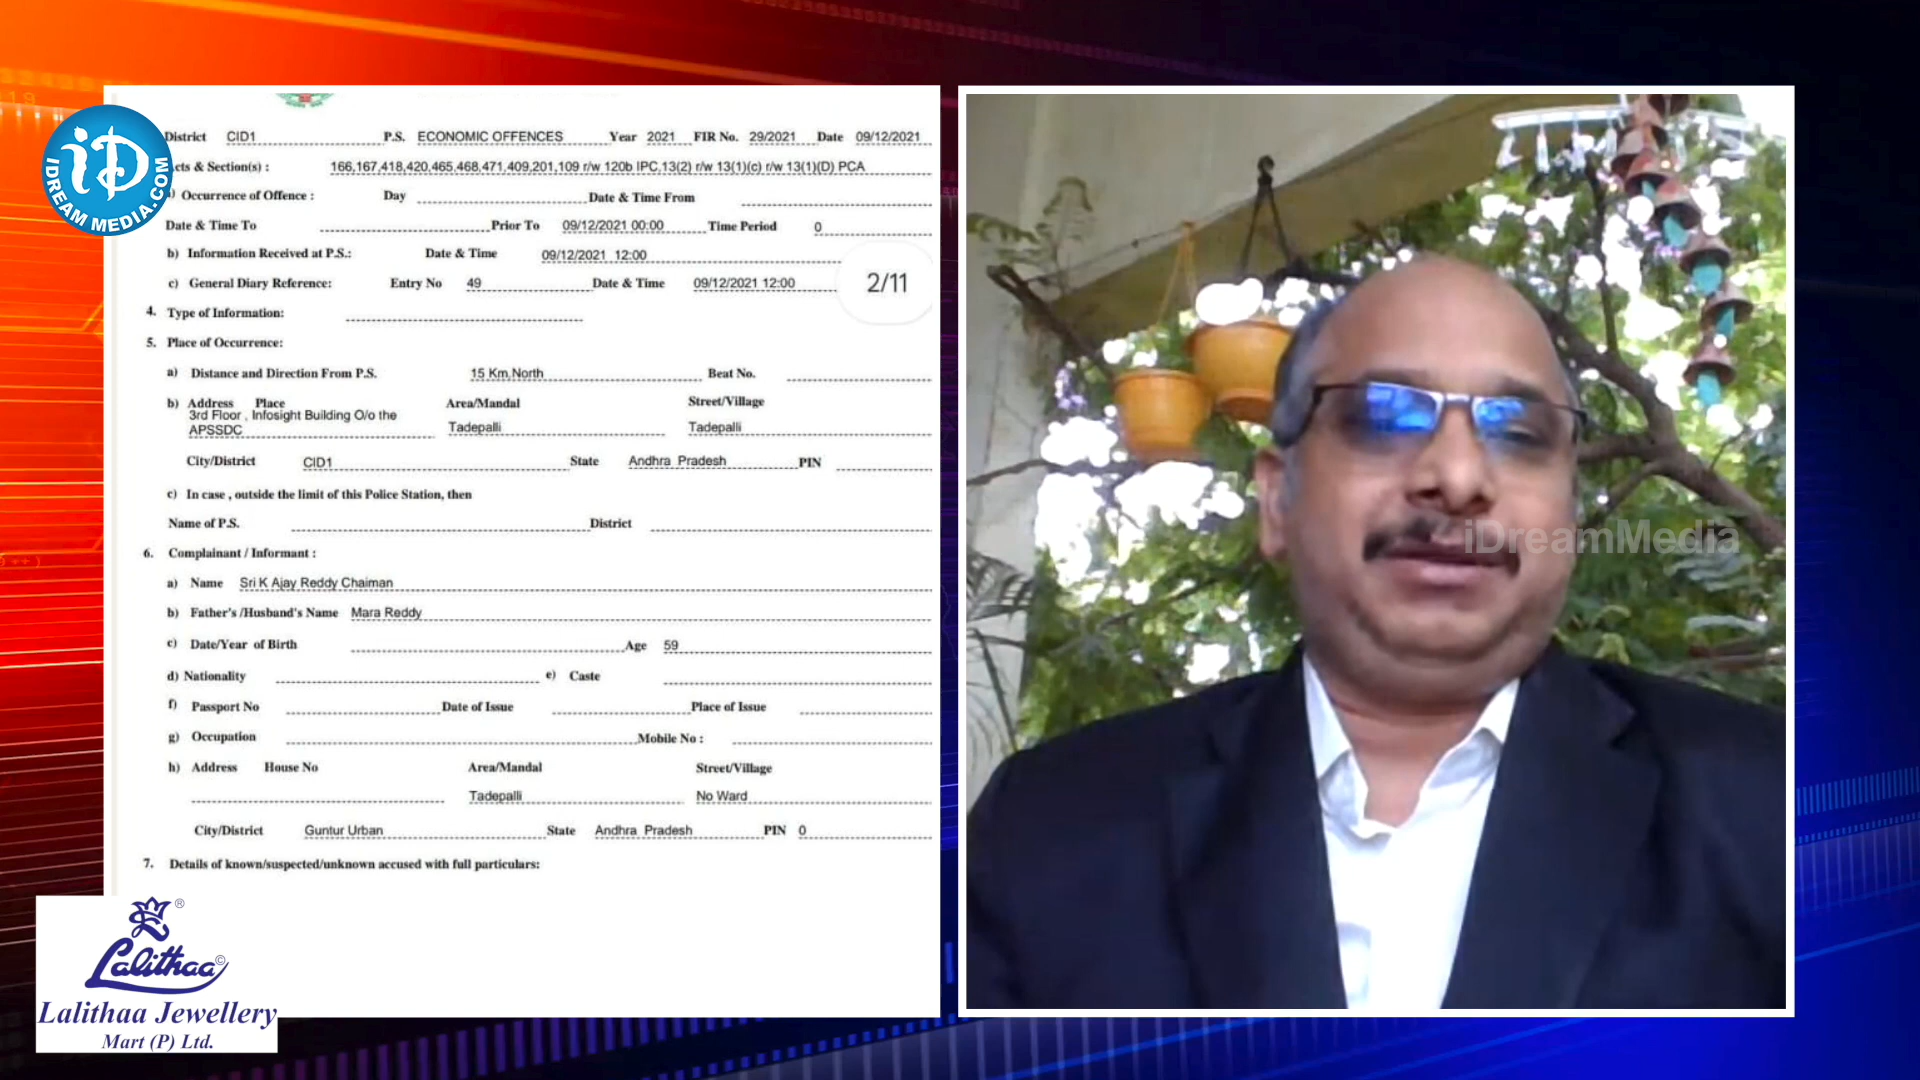 iD
IDREAM MEDIA.COM
District CID1 P.S. ECONOMIC OFFENCES Year 2021 FIR No. 29/2021 Date 09/12/2021
cts & Section(s) : 166,167,418,420,465,468,471,409,201,109 r/w 120b IPC,13(2) r/w 13(1)(c) r/w 13(1)(D) PCA
) Occurrence of Offence : Day Date & Time From
Date & Time To Prior To 09/12/2021 00:00 Time Period 0
b) Information Received at P.S.: Date & Time 09/12/2021 12:00
c) General Diary Reference: Entry No 49 Date & Time 09/12/2021 12:00
2/11
4. Type of Information:
5. Place of Occurrence:
a) Distance and Direction From P.S. 15 Km,North Beat No.
b) Address Place Area/Mandal Street/Village
3rd Floor , Infosight Building O/o the
APSSDC Tadepalli Tadepalli
City/District CID1 State Andhra Pradesh PIN
c) In case , outside the limit of this Police Station, then
Name of P.S. District
6. Complainant / Informant :
a) Name Sri K Ajay Reddy Chaiman
b) Father's /Husband's Name Mara Reddy
c) Date/Year of Birth Age 59
d) Nationality e) Caste
f) Passport No Date of Issue Place of Issue
g) Occupation Mobile No :
h) Address House No Area/Mandal Street/Village
Tadepalli No Ward
City/District Guntur Urban State Andhra Pradesh PIN 0
7. Details of known/suspected/unknown accused with full particulars:
iDreamMedia
Lalithaa
Lalithaa Jewellery
Mart (P) Ltd.